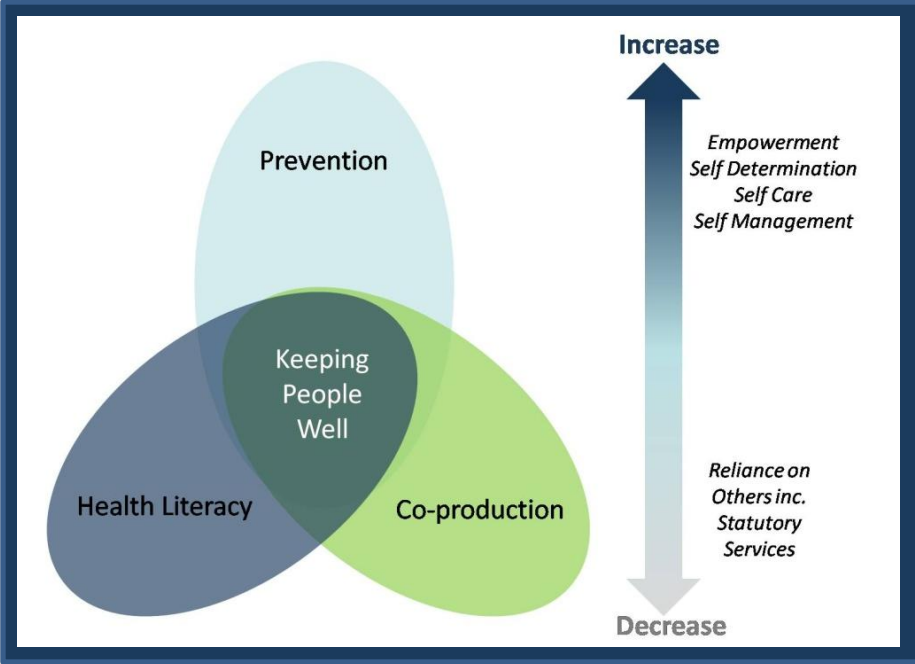 Increase
Prevention
Empowerment
Self Determination
Self Care
Self Management
Keeping
People
Well
Health Literacy
Co-production
Reliance on
Others inc.
Statutory
Services
Decrease